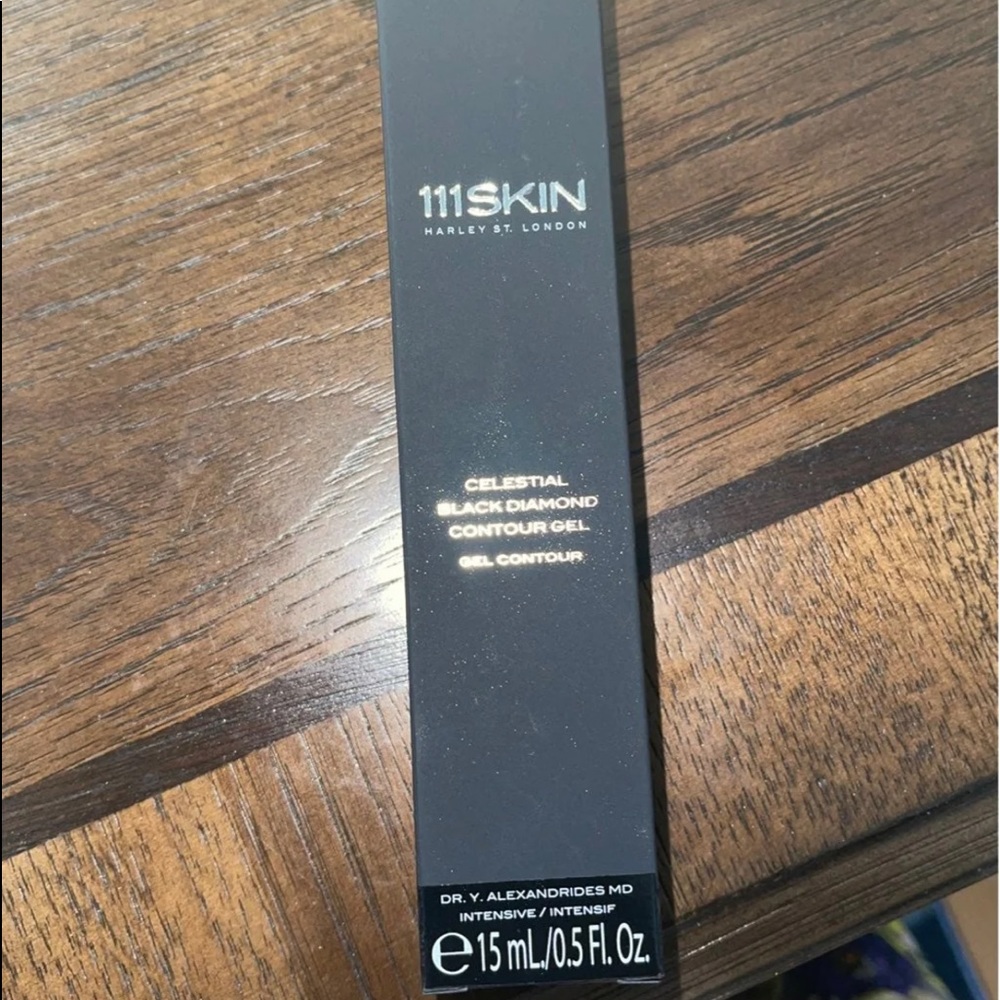 111SKIN
HARLEY ST. LONDON
CELESTIAL
BLACK DIAMOND
CONTOUR GEL
GEL CONTOUR
DR. Y. ALEXANDRIDES MD
INTENSIVE / INTENSIF
℮ 15 mL./0.5 Fl. Oz.